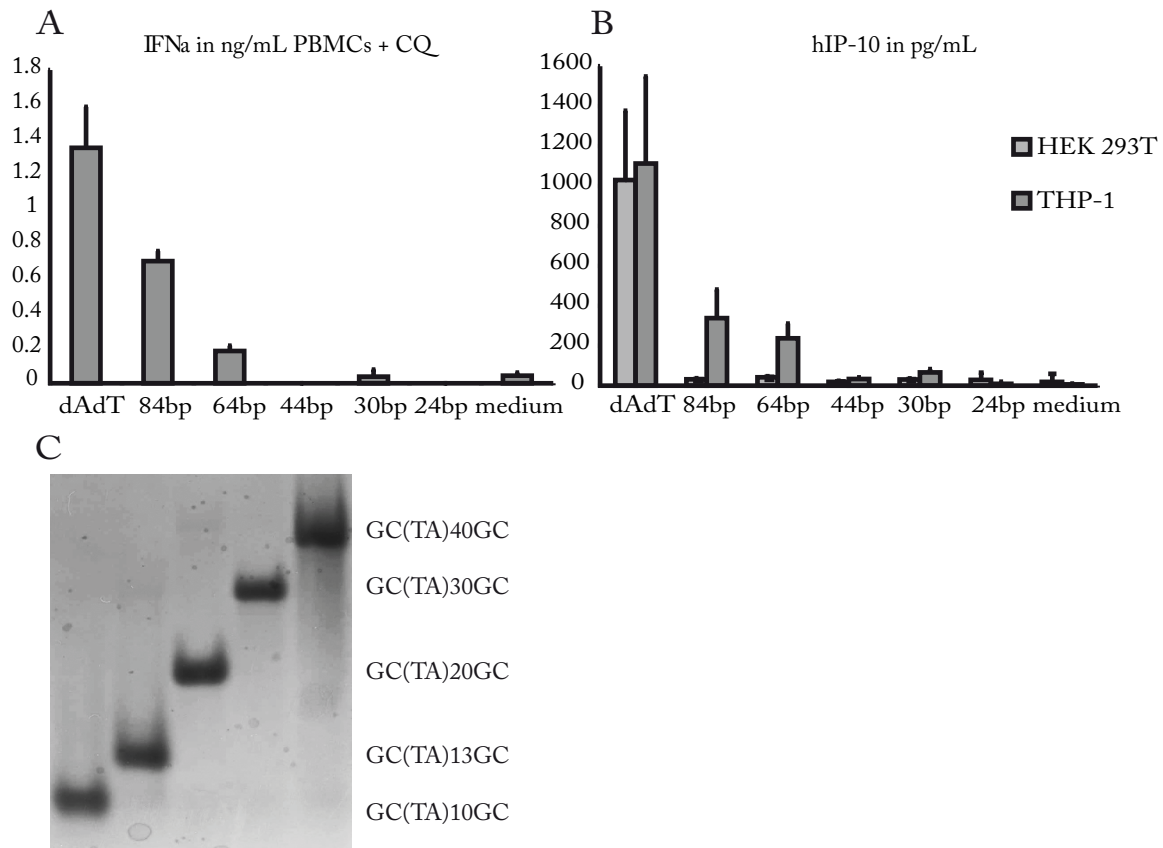 A
IFNa in ng/mL PBMCs + CQ
1.8
1.6
1.4
1.2
1
0.8
0.6
0.4
0.2
0
dAdT 84bp 64bp 44bp 30bp 24bp medium
B
hIP-10 in pg/mL
1600
1400
1200
1000
800
600
400
200
0
dAdT 84bp 64bp 44bp 30bp 24bp medium
HEK 293T
THP-1
C
GC(TA)40GC
GC(TA)30GC
GC(TA)20GC
GC(TA)13GC
GC(TA)10GC